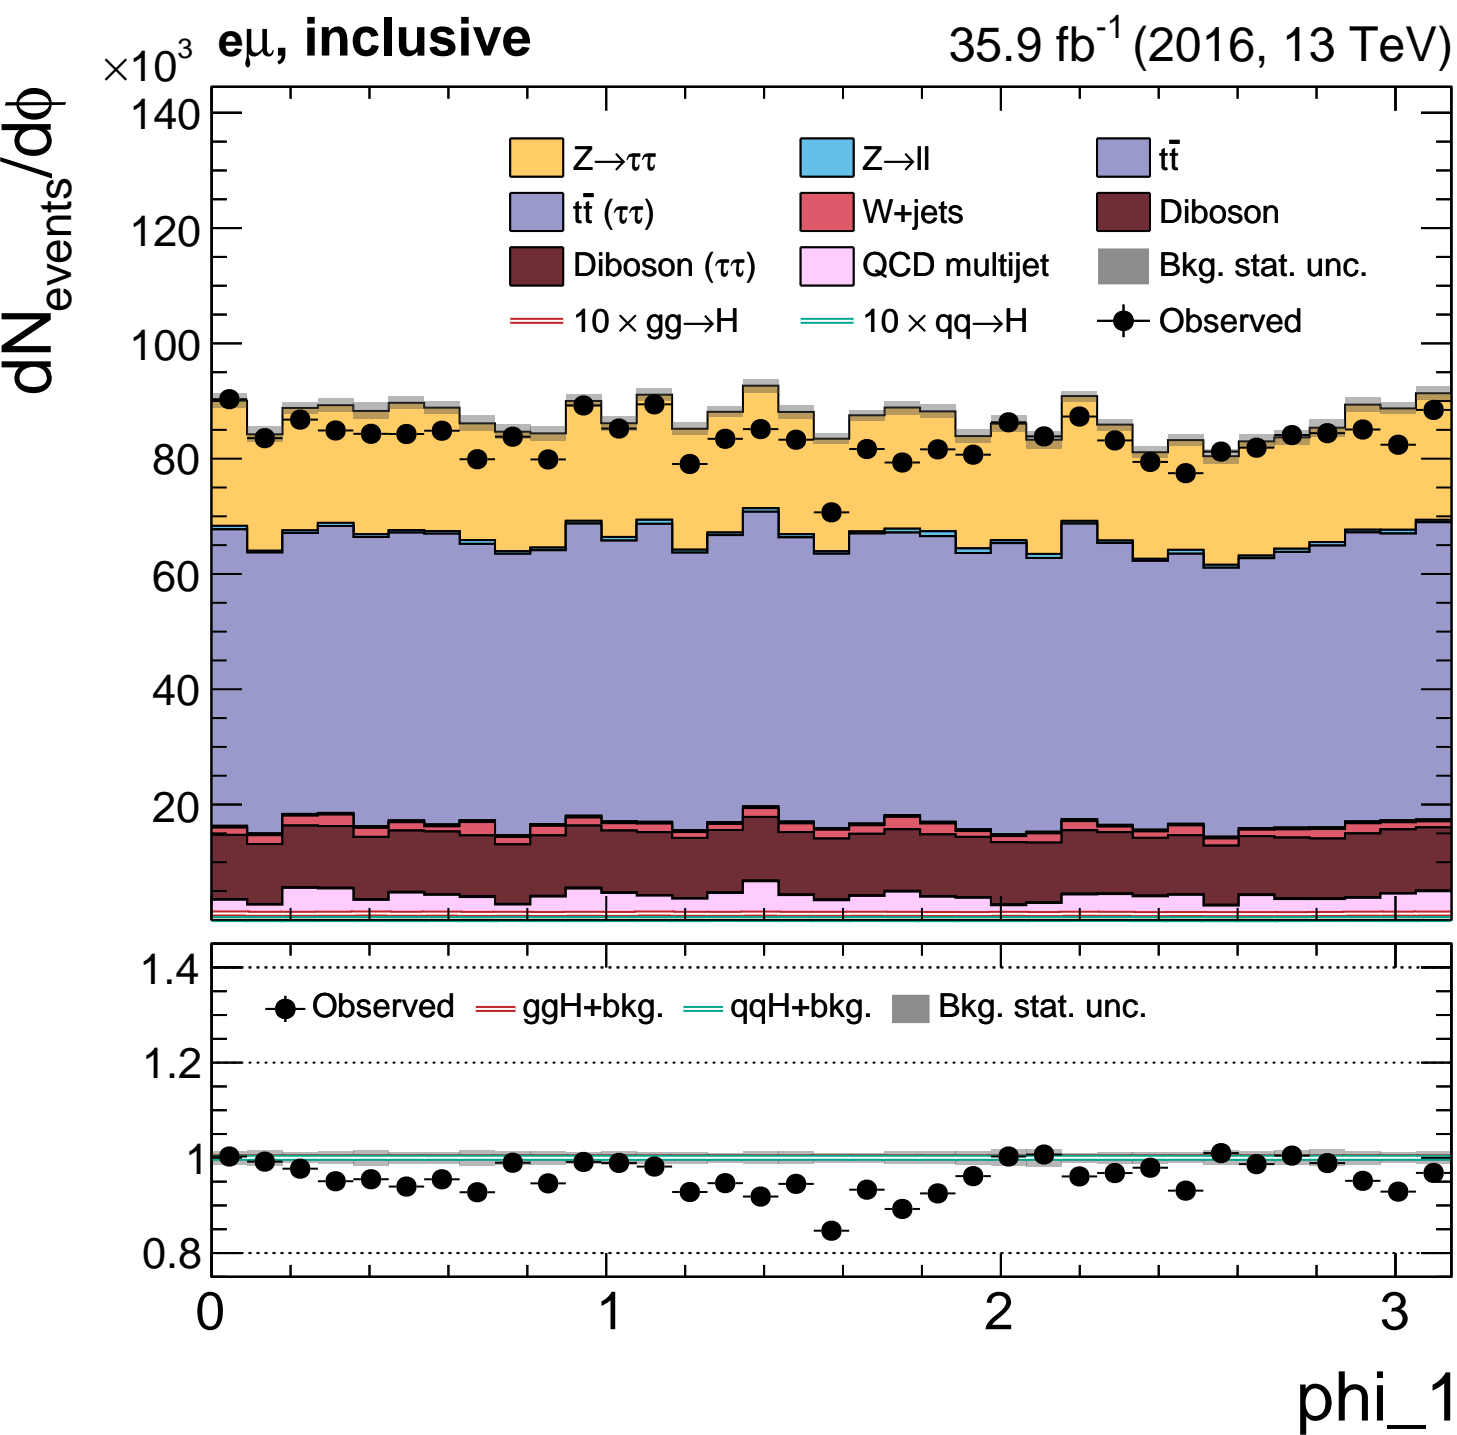 eμ, inclusive 35.9 fb⁻¹ (2016, 13 TeV)
×10³
dN_events/dϕ
140
120
100
80
60
40
20
Z→ττ Z→ll tt̄
tt̄ (ττ) W+jets Diboson
Diboson (ττ) QCD multijet Bkg. stat. unc.
10 × gg→H 10 × qq→H Observed
1.4
1.2
1
0.8
Observed ggH+bkg. qqH+bkg. Bkg. stat. unc.
0 1 2 3
phi_1